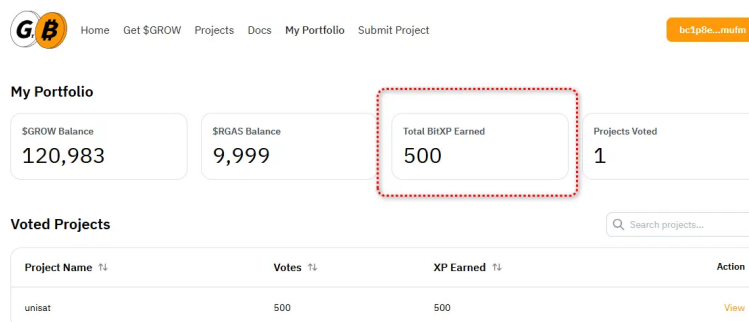 G. B
Home Get $GROW Projects Docs My Portfolio Submit Project bc1p8e...mufm
My Portfolio
$GROW Balance $RGAS Balance Total BitXP Earned Projects Voted
120,983 9,999 500 1
Voted Projects Search projects...
Project Name Votes XP Earned Action
unisat 500 500 View